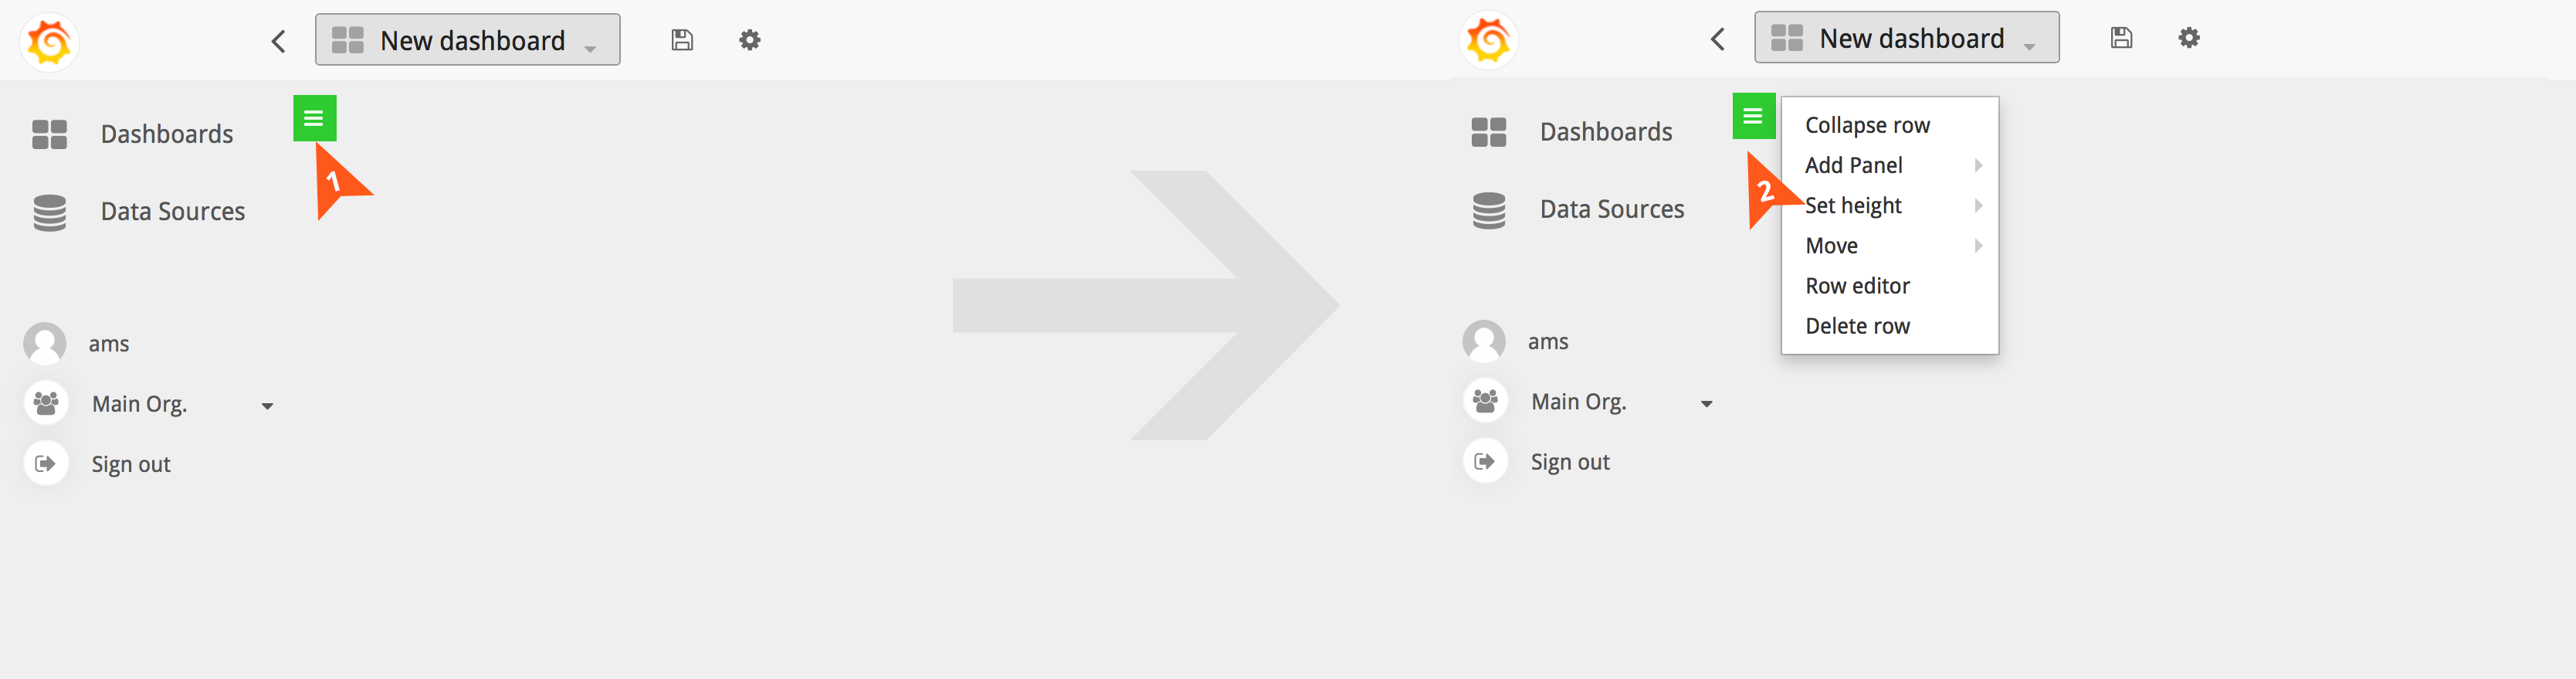 New dashboard
Dashboards
1
Data Sources
ams
Main Org.
Sign out
New dashboard
Dashboards
Data Sources
ams
Main Org.
Sign out
Collapse row
Add Panel
2
Set height
Move
Row editor
Delete row